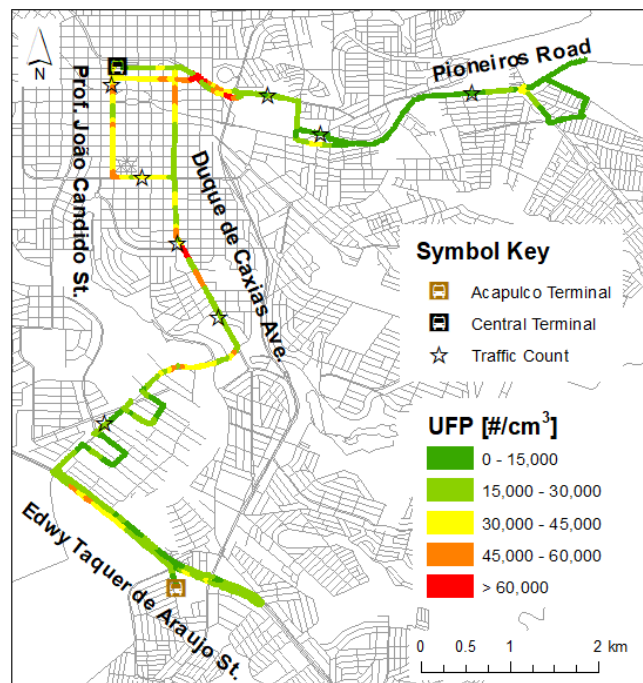 N
Pioneiros Road
Prof. João Candido St.
Duque de Caxias Ave.
Symbol Key
Acapulco Terminal
Central Terminal
Traffic Count
UFP [#/cm³]
0 - 15,000
15,000 - 30,000
30,000 - 45,000
45,000 - 60,000
> 60,000
Edwy Taquer de Araujo St.
0 0.5 1 2 km